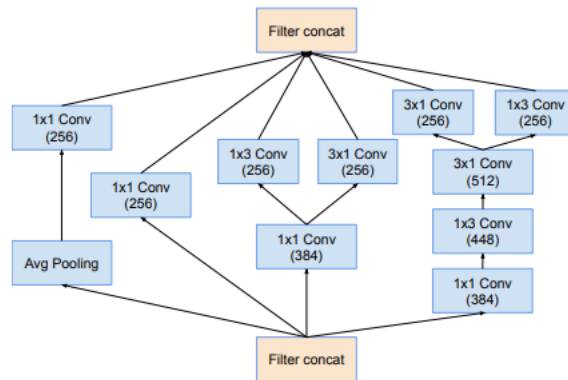 Filter concat
1x1 Conv
(256)
1x1 Conv
(256)
Avg Pooling
1x3 Conv
(256)
3x1 Conv
(256)
1x1 Conv
(384)
3x1 Conv
(256)
1x3 Conv
(256)
3x1 Conv
(512)
1x3 Conv
(448)
1x1 Conv
(384)
Filter concat